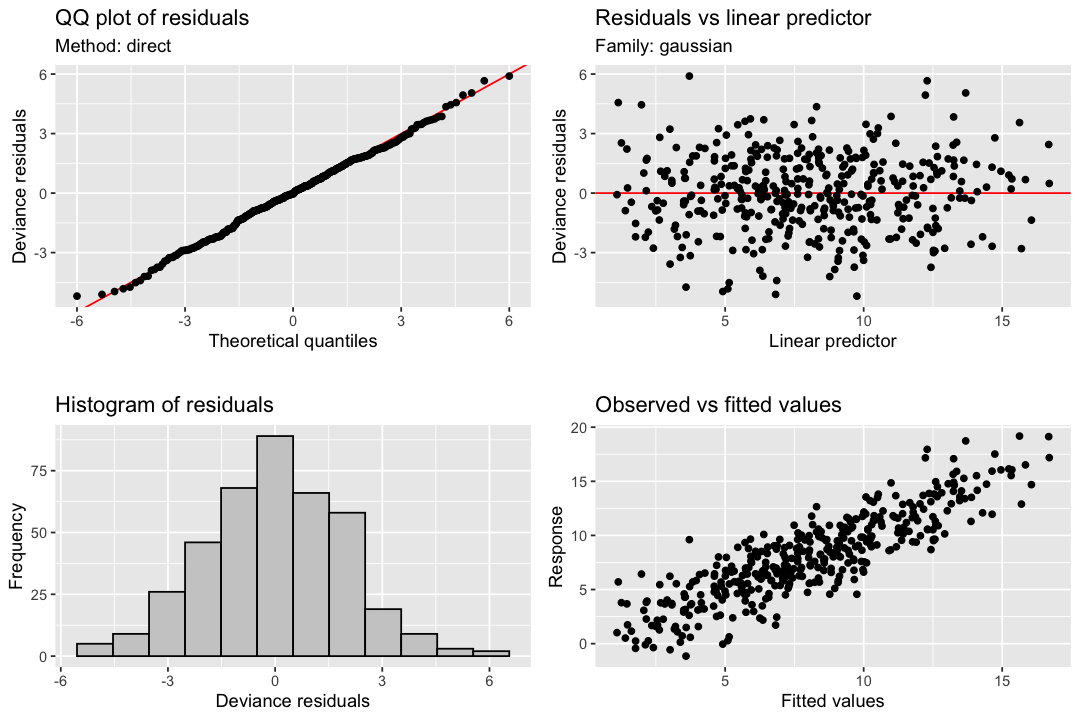 QQ plot of residuals
Method: direct
6
3
0
-3
-6
-3
0
3
6
Deviance residuals
Theoretical quantiles
Residuals vs linear predictor
Family: gaussian
6
3
0
-3
5
10
15
Deviance residuals
Linear predictor
Histogram of residuals
75
50
25
0
-6
-3
0
3
6
Frequency
Deviance residuals
Observed vs fitted values
20
15
10
5
0
5
10
15
Response
Fitted values